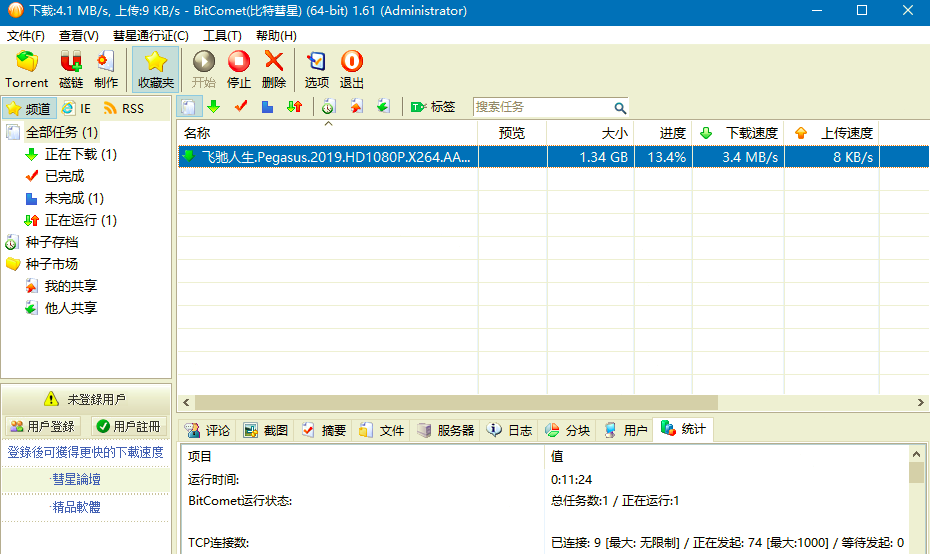 下载:4.1 MB/s, 上传:9 KB/s - BitComet(比特彗星) (64-bit) 1.61 (Administrator)
文件(F) 查看(V) 彗星通行证(C) 工具(T) 帮助(H)
Torrent 磁链 制作 收藏夹 开始 停止 删除 选项 退出
频道 IE RSS 标签 搜索任务
全部任务 (1)
正在下载 (1)
已完成
未完成 (1)
正在运行 (1)
种子存档
种子市场
我的共享
他人共享
名称 预览 大小 进度 下载速度 上传速度
飞驰人生.Pegasus.2019.HD1080P.X264.AA... 1.34 GB 13.4% 3.4 MB/s 8 KB/s
未登錄用戶
用戶登錄 用戶註冊
登錄後可獲得更快的下載速度
·彗星論壇
·精品軟體
评论 截图 摘要 文件 服务器 日志 分块 用户 统计
项目 值
运行时间: 0:11:24
BitComet运行状态: 总任务数:1 / 正在运行:1
TCP连接数: 已连接: 9 [最大: 无限制] / 正在发起: 74 [最大:1000] / 等待发起: 0